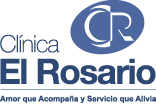 CR
Clínica
El Rosario
Amor que Acompaña y Servicio que Alivia